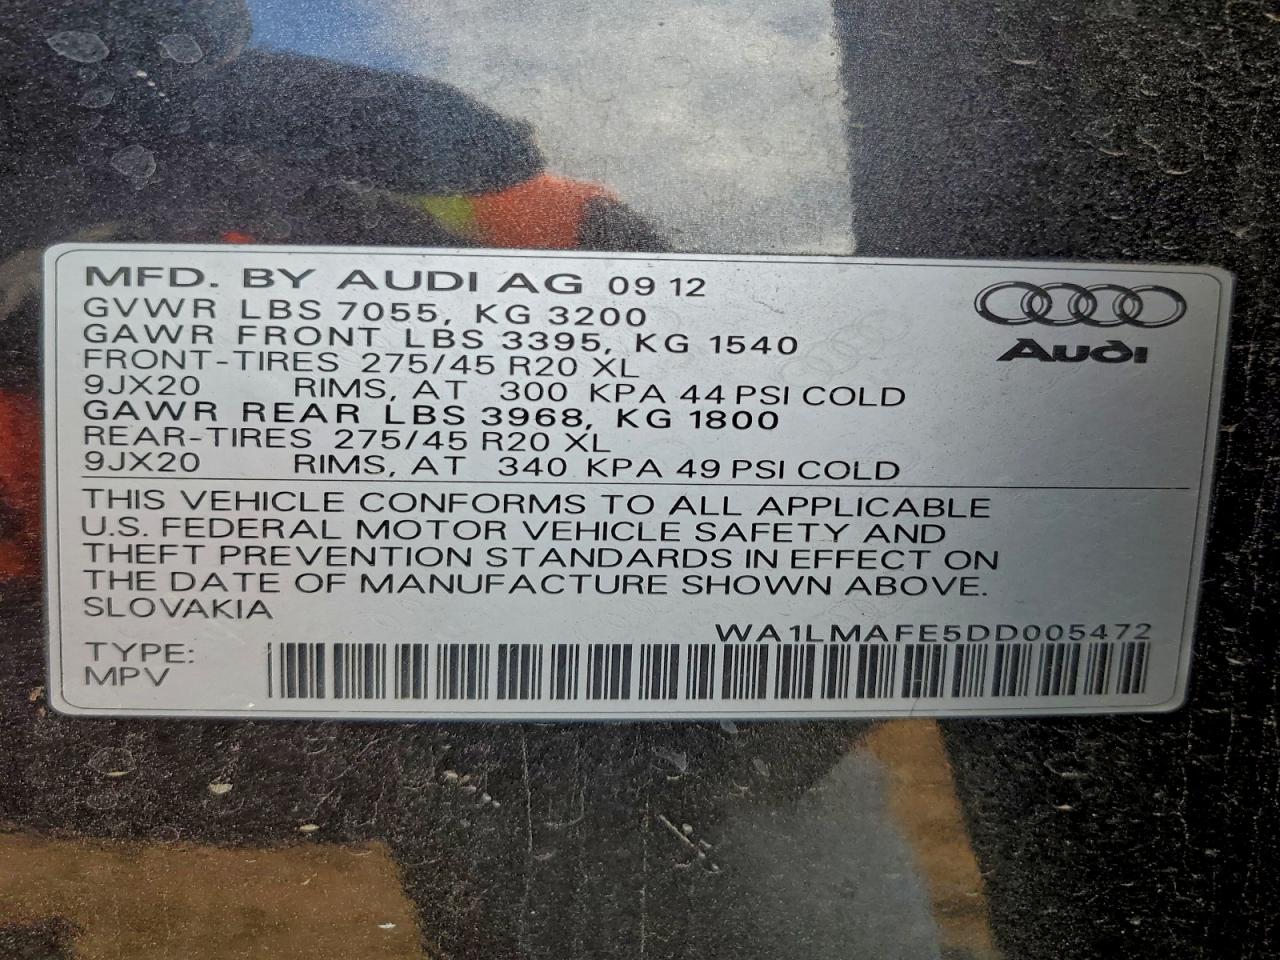 MFD. BY AUDI AG 09 12
GVWR LBS 7055, KG 3200
GAWR FRONT LBS 3395, KG 1540
FRONT-TIRES 275/45 R20 XL
9JX20 RIMS, AT 300 KPA 44 PSI COLD
GAWR REAR LBS 3968, KG 1800
REAR-TIRES 275/45 R20 XL
9JX20 RIMS, AT 340 KPA 49 PSI COLD
Audi
THIS VEHICLE CONFORMS TO ALL APPLICABLE
U.S. FEDERAL MOTOR VEHICLE SAFETY AND
THEFT PREVENTION STANDARDS IN EFFECT ON
THE DATE OF MANUFACTURE SHOWN ABOVE.
SLOVAKIA
WA1LMAFE5DD005472
TYPE:
MPV